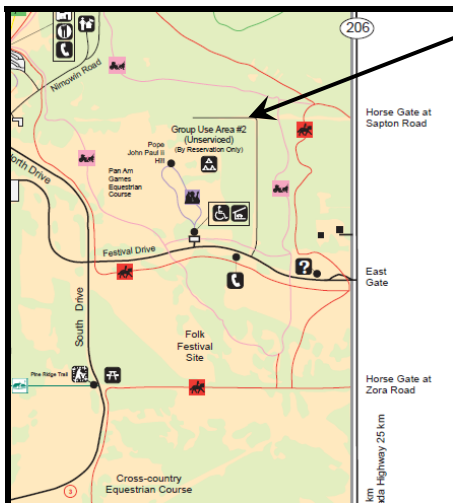 206
Nimowin Road
Horse Gate at
Sapton Road
Group Use Area #2
(Unserviced)
(By Reservation Only)
Pope
John Paul II
Hill
Pan Am
Games
Equestrian
Course
North Drive
Festival Drive
?
East
Gate
South Drive
Folk
Festival
Site
Pine Ridge Trail
Horse Gate at
Zora Road
3
Cross-country
Equestrian Course
km
Highway 25 km